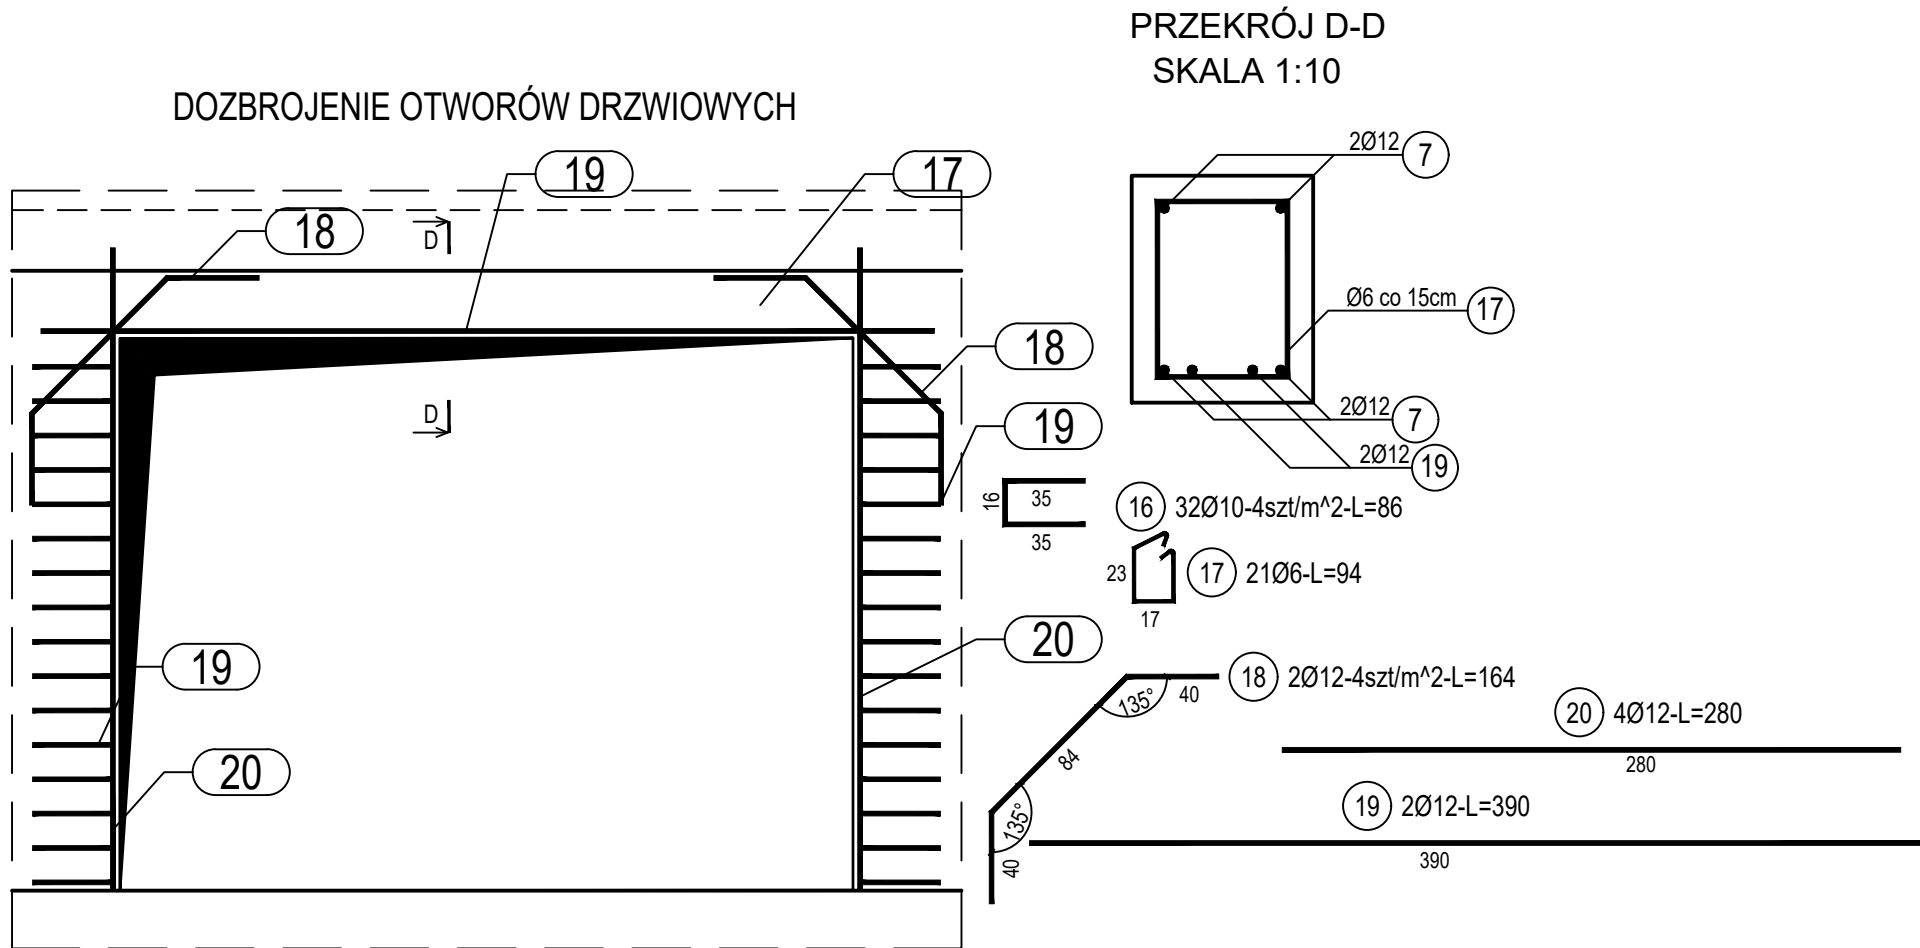 PRZEKRÓJ D-D
SKALA 1:10
DOZBROJENIE OTWORÓW DRZWIOWYCH
19
17
18
D
D
18
19
20
19
20
2Ø12 7
Ø6 co 15cm 17
2Ø12 7
2Ø12 19
16
35
35
16 32Ø10-4szt/m^2-L=86
23
17
17 21Ø6-L=94
18 2Ø12-4szt/m^2-L=164
135°
40
84
135°
40
20 4Ø12-L=280
280
19 2Ø12-L=390
390